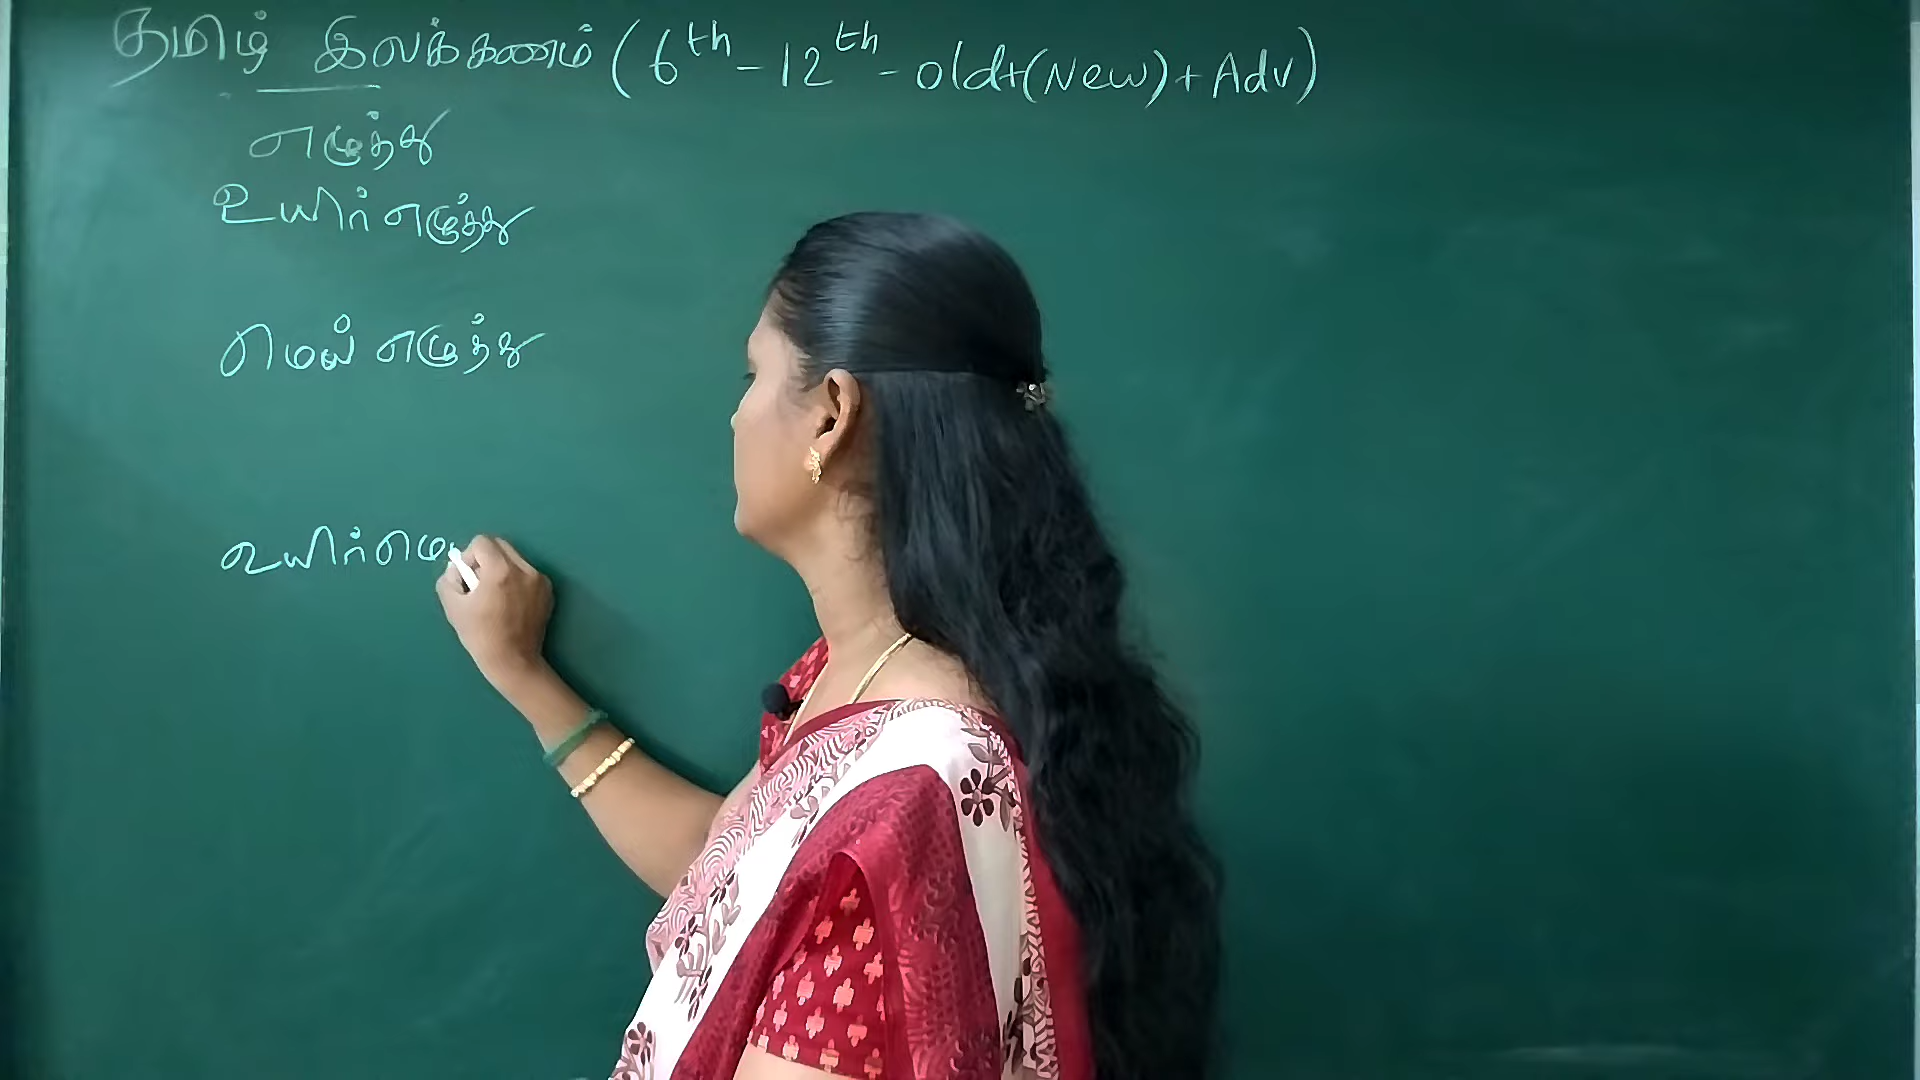 தமிழ் இலக்கணம் (6th - 12th - old+(New)+Adv)
எழுத்து
உயிர் எழுத்து
மெய் எழுத்து
உயிர்மெ